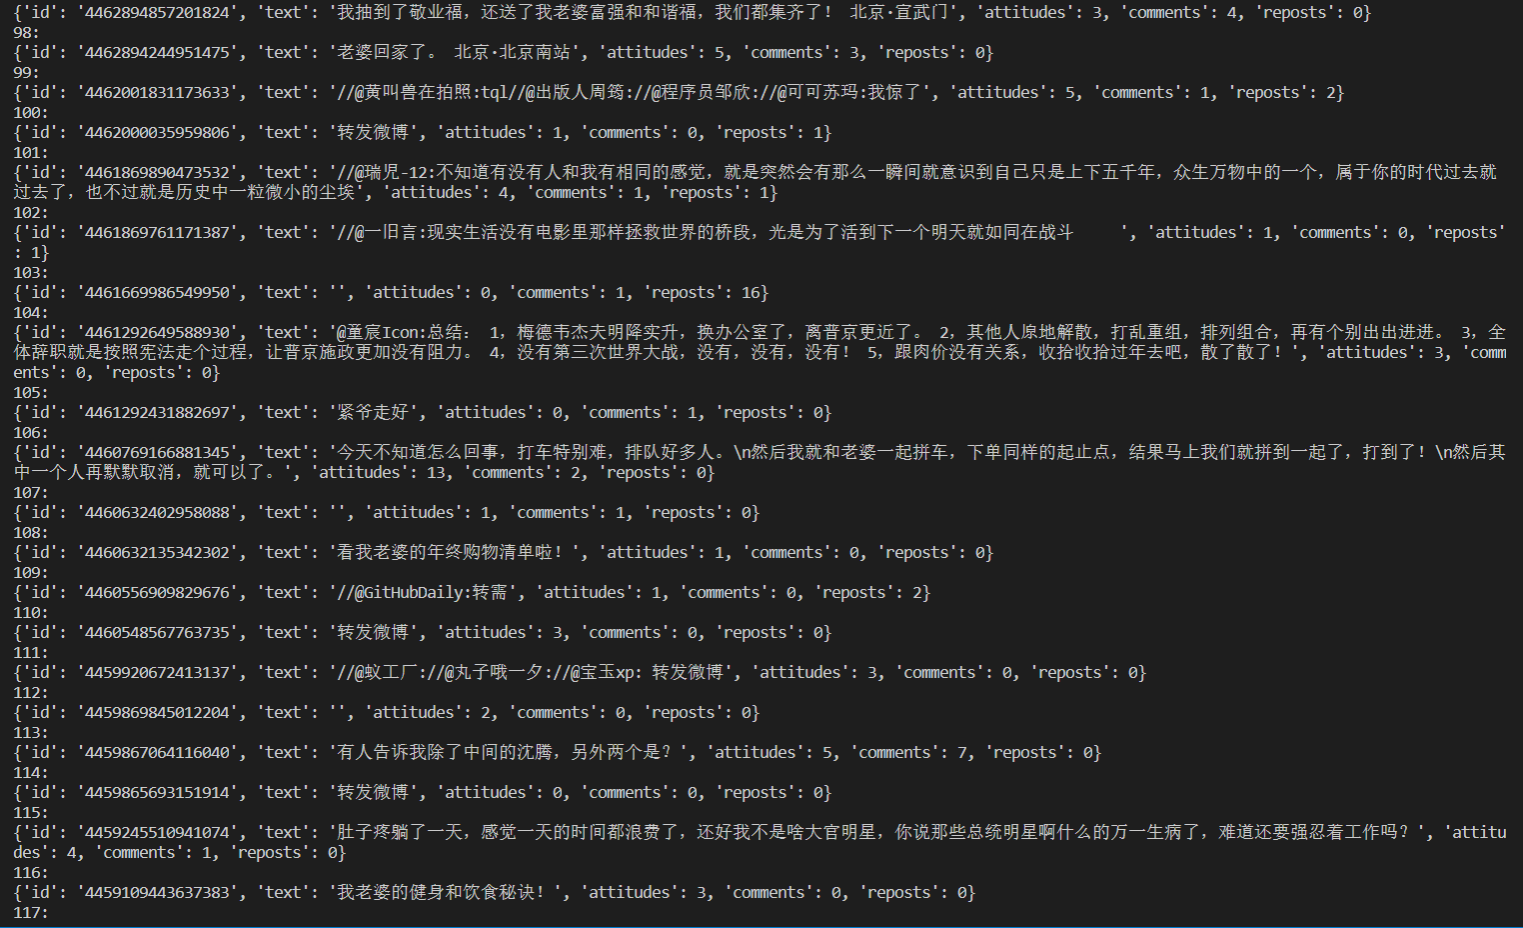 {'id': '4462894857201824', 'text': '我抽到了敬业福，还送了我老婆富强和和谐福，我们都集齐了！ 北京·宣武门', 'attitudes': 3, 'comments': 4, 'reposts': 0}
98:
{'id': '4462894244951475', 'text': '老婆回家了。 北京·北京南站', 'attitudes': 5, 'comments': 3, 'reposts': 0}
99:
{'id': '4462001831173633', 'text': '//@黄叫兽在拍照:tql//@出版人周筠://@程序员邹欣://@可可苏玛:我惊了', 'attitudes': 5, 'comments': 1, 'reposts': 2}
100:
{'id': '4462000035959806', 'text': '转发微博', 'attitudes': 1, 'comments': 0, 'reposts': 1}
101:
{'id': '4461869890473532', 'text': '//@瑞児-12:不知道有没有人和我有相同的感觉，就是突然会有那么一瞬间就意识到自己只是上下五千年，众生万物中的一个，属于你的时代过去就
过去了，也不过就是历史中一粒微小的尘埃', 'attitudes': 4, 'comments': 1, 'reposts': 1}
102:
{'id': '4461869761171387', 'text': '//@一旧言:现实生活没有电影里那样拯救世界的桥段，光是为了活到下一个明天就如同在战斗     ', 'attitudes': 1, 'comments': 0, 'reposts'
: 1}
103:
{'id': '4461669986549950', 'text': '', 'attitudes': 0, 'comments': 1, 'reposts': 16}
104:
{'id': '4461292649588930', 'text': '@童宸Icon:总结： 1，梅德韦杰夫明降实升，换办公室了，离普京更近了。 2，其他人原地解散，打乱重组，排列组合，再有个别出出进进。 3，全
体辞职就是按照宪法走个过程，让普京施政更加没有阻力。 4，没有第三次世界大战，没有，没有，没有！ 5，跟肉价没有关系，收拾收拾过年去吧，散了散了！', 'attitudes': 3, 'comm
ents': 0, 'reposts': 0}
105:
{'id': '4461292431882697', 'text': '紧爷走好', 'attitudes': 0, 'comments': 1, 'reposts': 0}
106:
{'id': '4460769166881345', 'text': '今天不知道怎么回事，打车特别难，排队好多人。\n然后我就和老婆一起拼车，下单同样的起止点，结果马上我们就拼到一起了，打到了！\n然后其
中一个人再默默取消，就可以了。', 'attitudes': 13, 'comments': 2, 'reposts': 0}
107:
{'id': '4460632402958088', 'text': '', 'attitudes': 1, 'comments': 1, 'reposts': 0}
108:
{'id': '4460632135342302', 'text': '看我老婆的年终购物清单啦！', 'attitudes': 1, 'comments': 0, 'reposts': 0}
109:
{'id': '4460556909829676', 'text': '//@GitHubDaily:转需', 'attitudes': 1, 'comments': 0, 'reposts': 2}
110:
{'id': '4460548567763735', 'text': '转发微博', 'attitudes': 3, 'comments': 0, 'reposts': 0}
111:
{'id': '4459920672413137', 'text': '//@蚁工厂://@丸子哦一夕://@宝玉xp: 转发微博', 'attitudes': 3, 'comments': 0, 'reposts': 0}
112:
{'id': '4459869845012204', 'text': '', 'attitudes': 2, 'comments': 0, 'reposts': 0}
113:
{'id': '4459867064116040', 'text': '有人告诉我除了中间的沈腾，另外两个是？', 'attitudes': 5, 'comments': 7, 'reposts': 0}
114:
{'id': '4459865693151914', 'text': '转发微博', 'attitudes': 0, 'comments': 0, 'reposts': 0}
115:
{'id': '4459245510941074', 'text': '肚子疼躺了一天，感觉一天的时间都浪费了，还好我不是啥大官明星，你说那些总统明星啊什么的万一生病了，难道还要强忍着工作吗？', 'attitu
des': 4, 'comments': 1, 'reposts': 0}
116:
{'id': '4459109443637383', 'text': '我老婆的健身和饮食秘诀！', 'attitudes': 3, 'comments': 0, 'reposts': 0}
117: